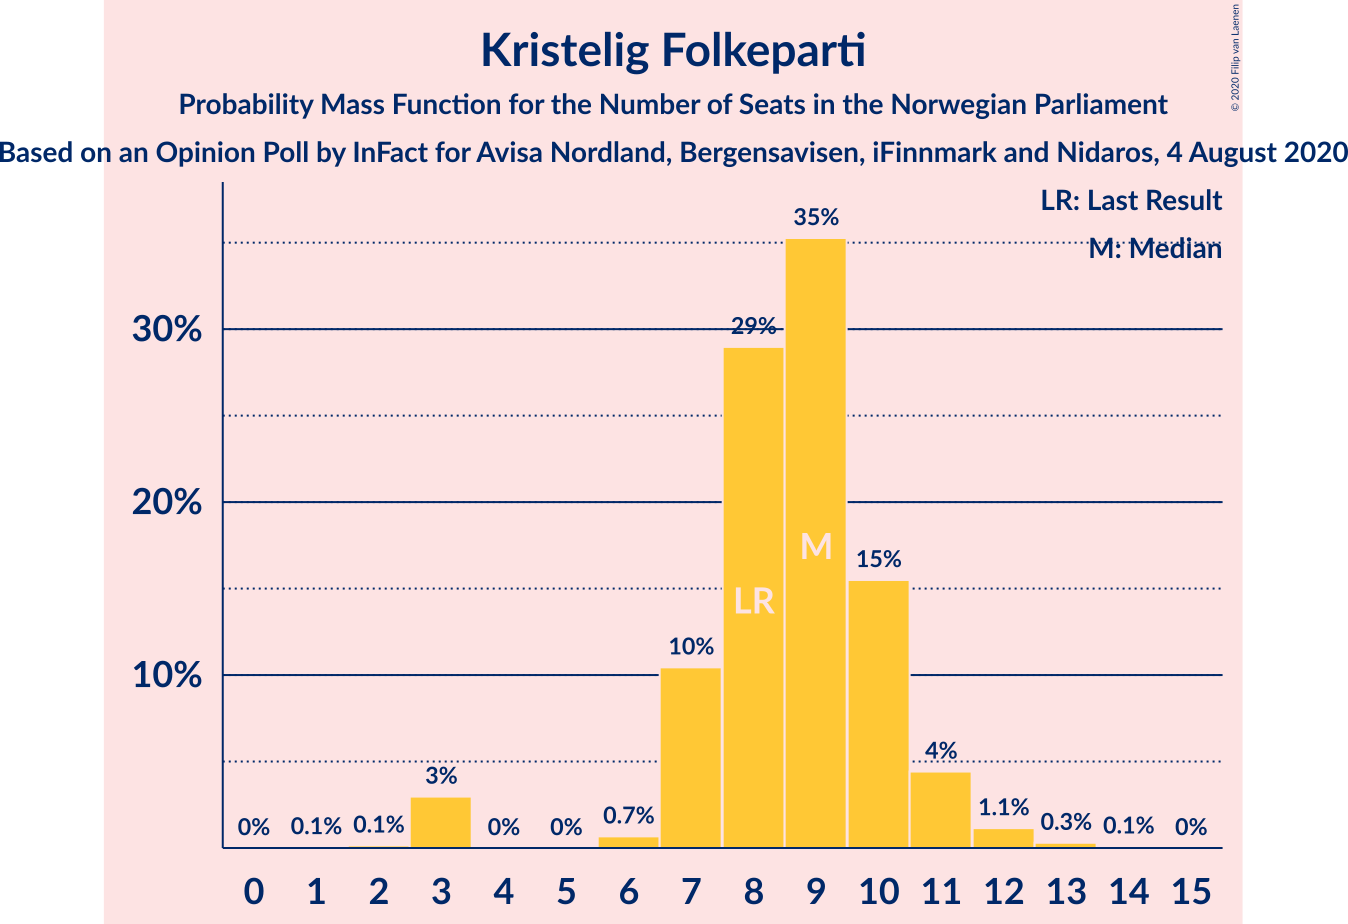 Kristelig Folkeparti
Probability Mass Function for the Number of Seats in the Norwegian Parliament
Based on an Opinion Poll by InFact for Avisa Nordland, Bergensavisen, iFinnmark and Nidaros, 4 August 2020
© 2020 Filip van Laenen
LR: Last Result
M: Median
35%
30%
29%
20%
M
15%
LR
10%
10%
4%
3%
0%
0.1%
0.1%
0%
0%
0.7%
1.1%
0.3%
0.1%
0%
0 1 2 3 4 5 6 7 8 9 10 11 12 13 14 15